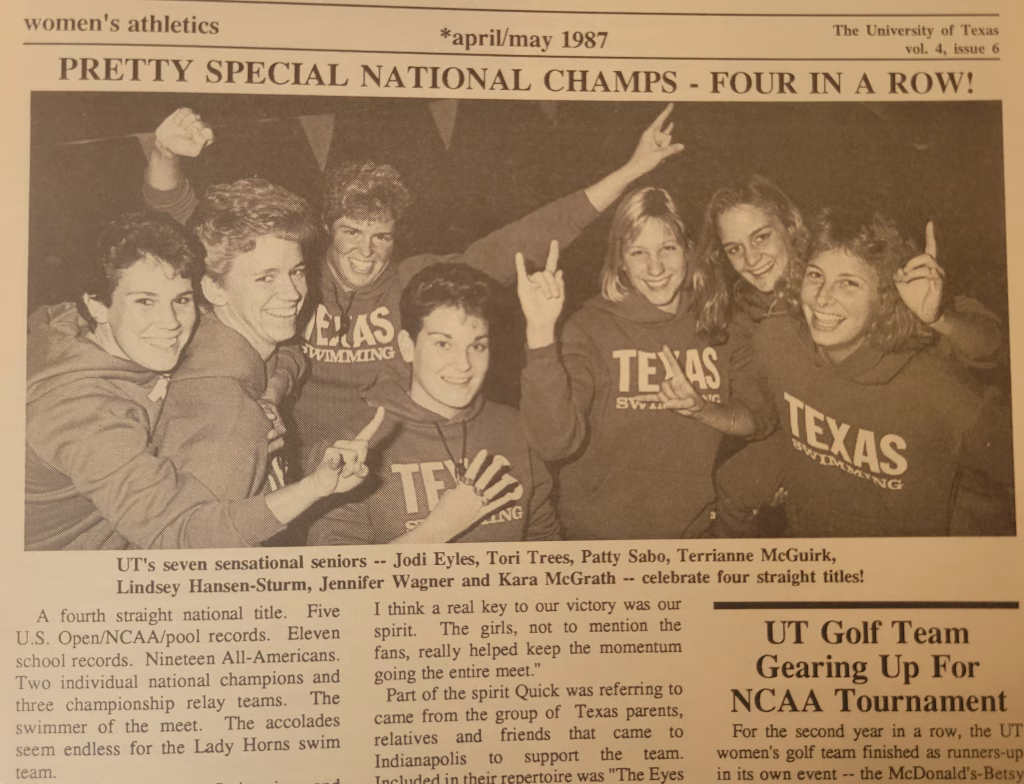 women's athletics
*april/may 1987
The University of Texas
vol. 4, issue 6
PRETTY SPECIAL NATIONAL CHAMPS - FOUR IN A ROW!
TEXAS
SWIMMING
TEXAS
TEXAS
SWIMMING
UT's seven sensational seniors -- Jodi Eyles, Tori Trees, Patty Sabo, Terrianne McGuirk,
Lindsey Hansen-Sturm, Jennifer Wagner and Kara McGrath -- celebrate four straight titles!
A fourth straight national title. Five
U.S. Open/NCAA/pool records. Eleven
school records. Nineteen All-Americans.
Two individual national champions and
three championship relay teams. The
swimmer of the meet. The accolades
seem endless for the Lady Horns swim
team.
I think a real key to our victory was our
spirit. The girls, not to mention the
fans, really helped keep the momentum
going the entire meet."
Part of the spirit Quick was referring to
came from the group of Texas parents,
relatives and friends that came to
Indianapolis to support the team.
Included in their repertoire was "The Eyes
UT Golf Team
Gearing Up For
NCAA Tournament
For the second year in a row, the UT
women's golf team finished as runners-up
in its own event -- the McDonald's-Betsy